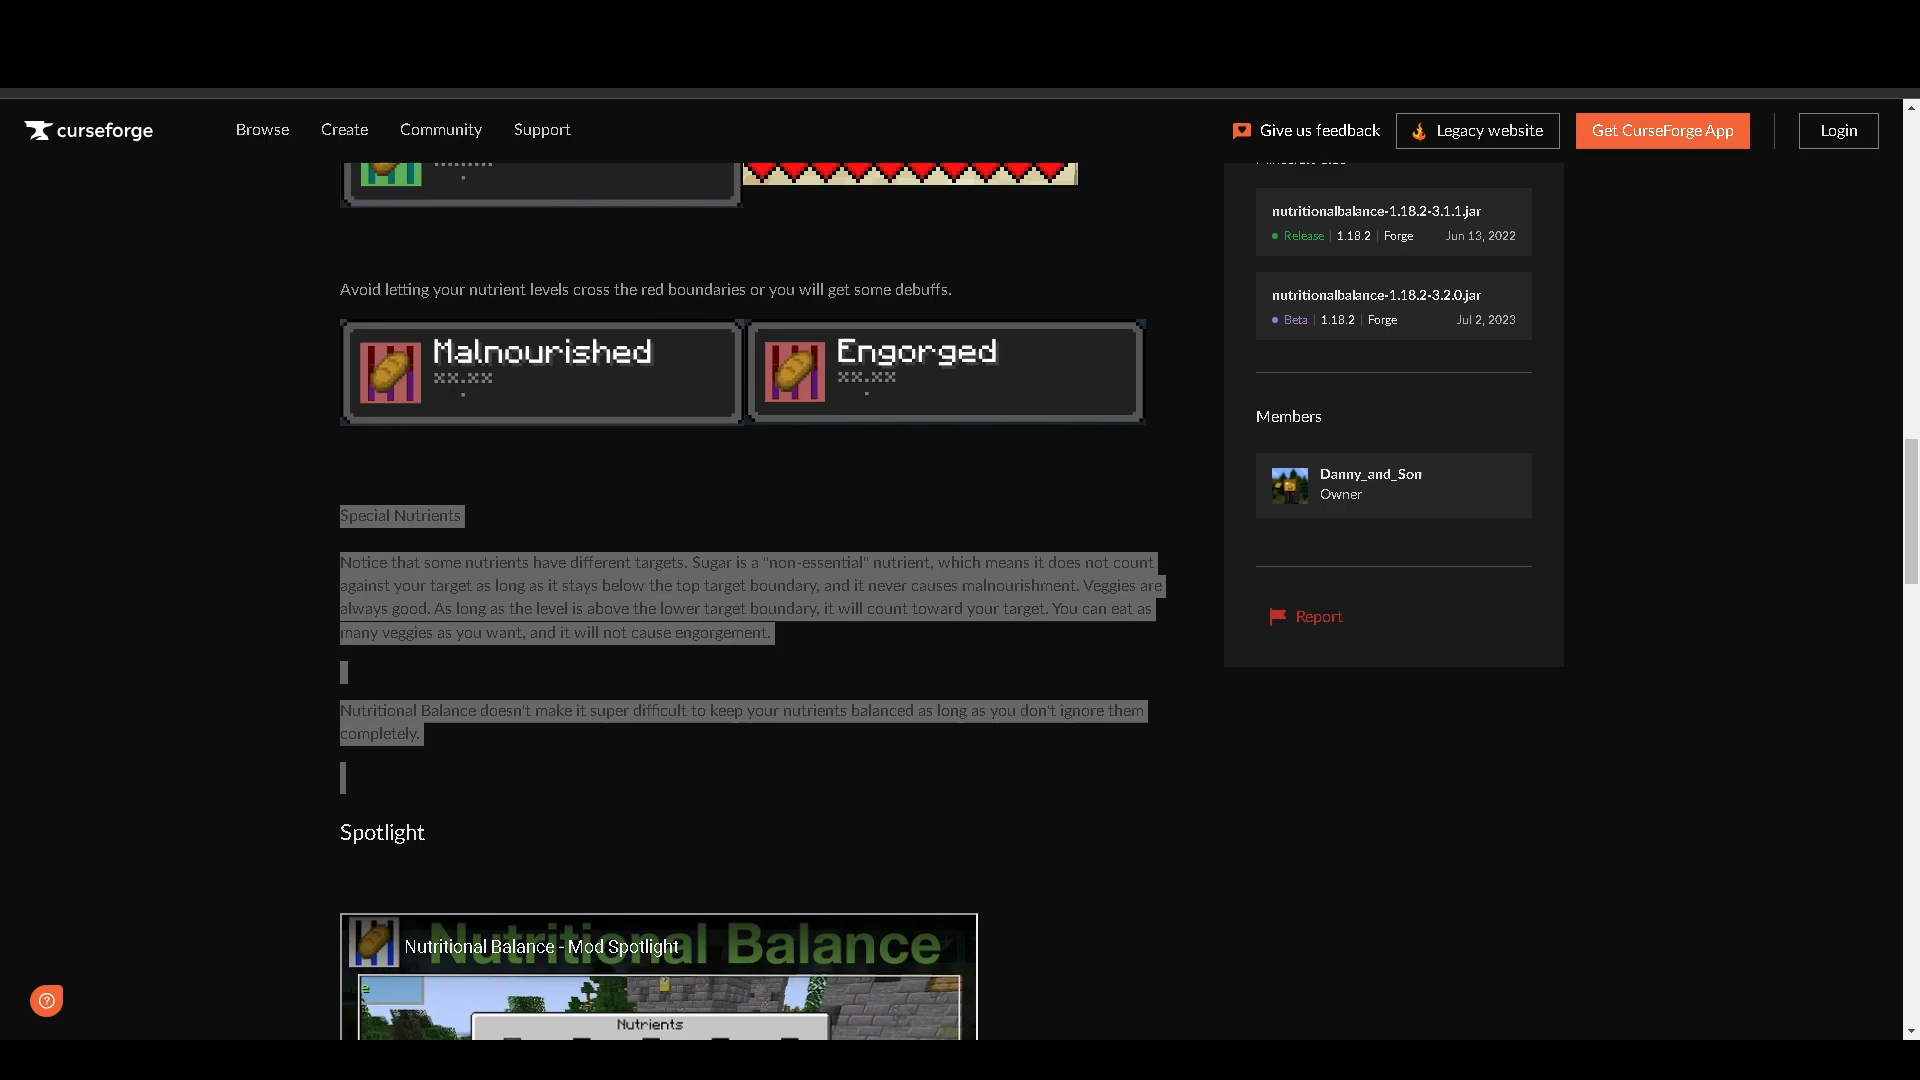 curseforge
Browse
Create
Community
Support
Give us feedback
Legacy website
Get CurseForge App
Login
nutritionalbalance-1.18.2-3.1.1.jar
Release 1.18.2 Forge Jun 13, 2022
Avoid letting your nutrient levels cross the red boundaries or you will get some debuffs.
nutritionalbalance-1.18.2-3.2.0.jar
Beta 1.18.2 Forge Jul 2, 2023
Malnourished
Engorged
Members
Danny_and_Son
Owner
Special Nutrients
Notice that some nutrients have different targets. Sugar is a "non-essential" nutrient, which means it does not count
against your target as long as it stays below the top target boundary, and it never causes malnourishment. Veggies are
always good. As long as the level is above the lower target boundary, it will count toward your target. You can eat as
many veggies as you want, and it will not cause engorgement.
Report
Nutritional Balance doesn't make it super difficult to keep your nutrients balanced as long as you don't ignore them
completely.
Spotlight
Nutritional Balance
Nutritional Balance - Mod Spotlight
Nutrients